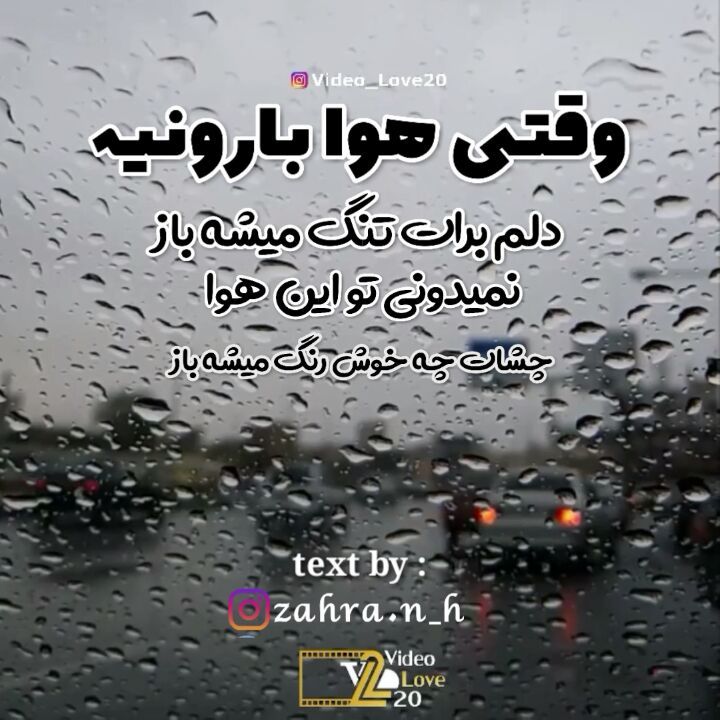 Video_Love20
وقتی هوا بارونیه
دلم برات تنگ میشه باز
نمیدونی تو این هوا
چشات چه خوش رنگ میشه باز
text by :
zahra.n_h
V2
Video
Love
20